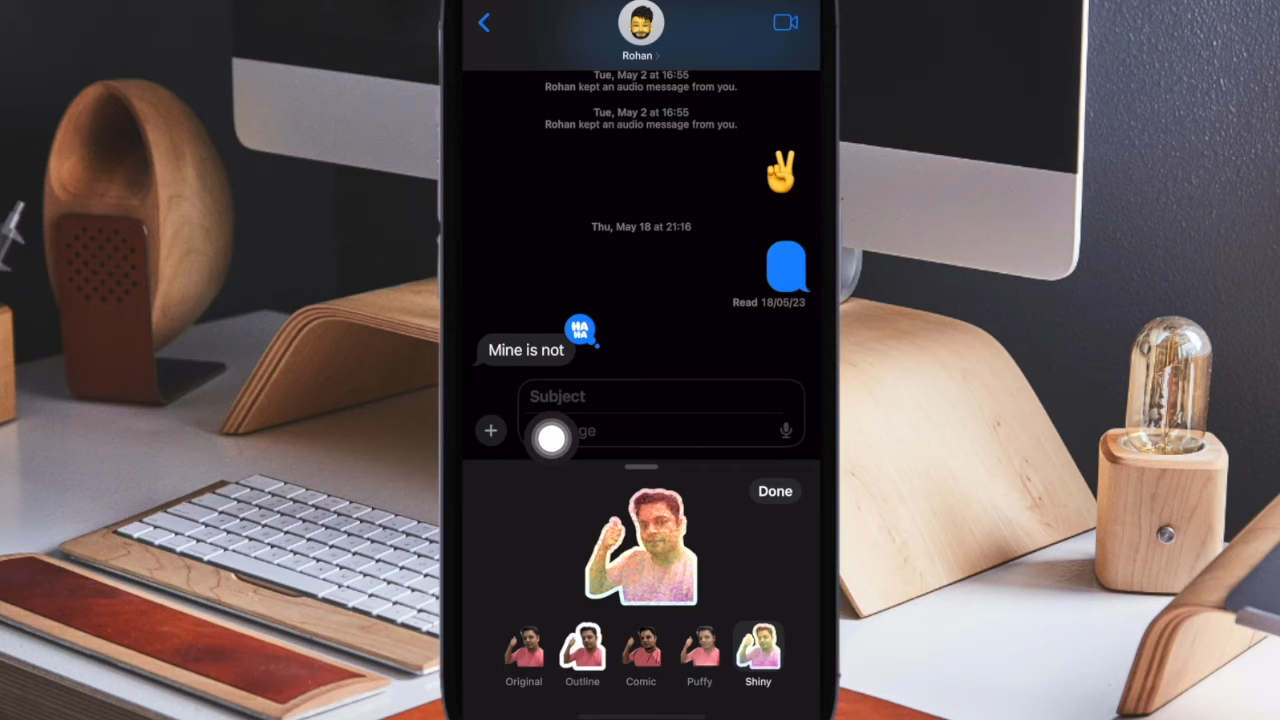 Rohan
Tue, May 2 at 16:55
Rohan kept an audio message from you.
Tue, May 2 at 16:55
Rohan kept an audio message from you.
Thu, May 18 at 21:16
Read 18/05/23
HA
HA
Mine is not
Subject
ge
Done
Original
Outline
Comic
Puffy
Shiny